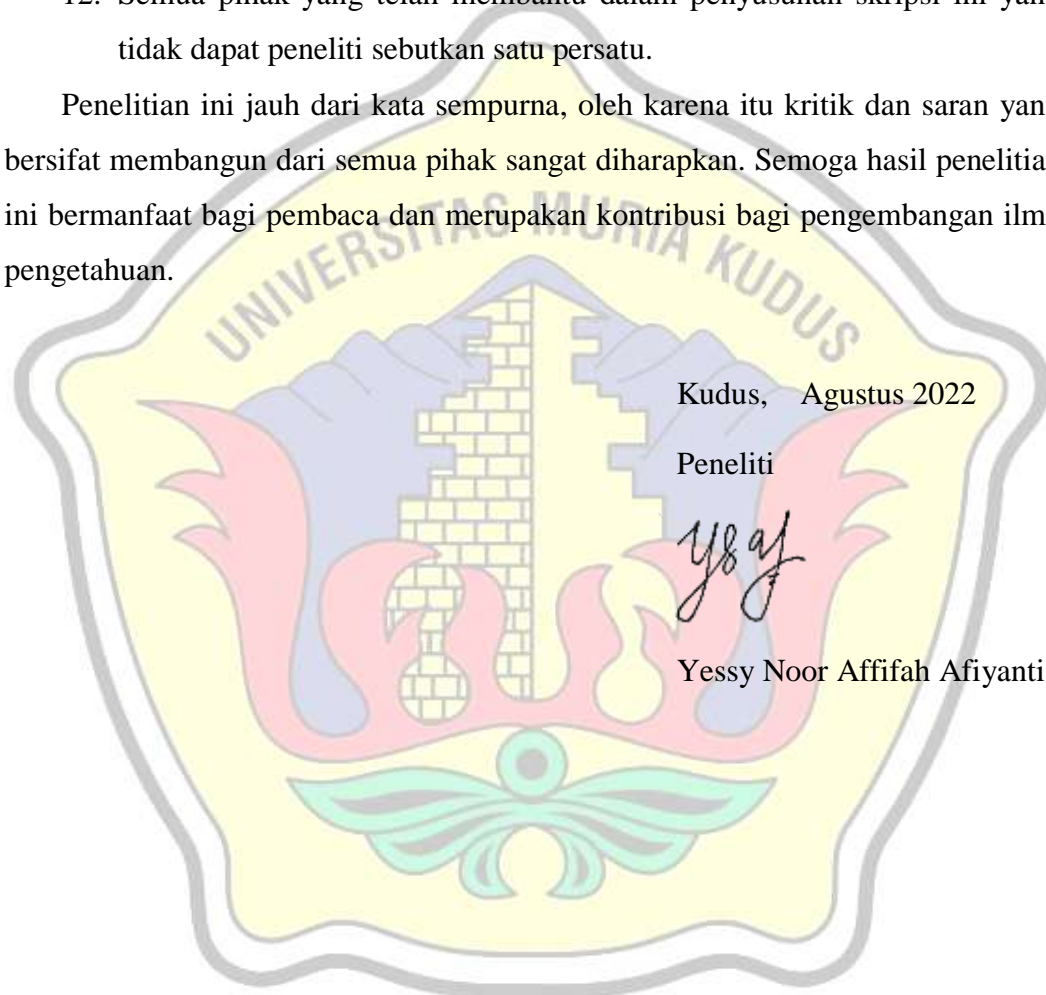 12. Semua pihak yang telah membantu dalam penyusunan skripsi ini yan
tidak dapat peneliti sebutkan satu persatu.
Penelitian ini jauh dari kata sempurna, oleh karena itu kritik dan saran yan
bersifat membangun dari semua pihak sangat diharapkan. Semoga hasil penelitia
ini bermanfaat bagi pembaca dan merupakan kontribusi bagi pengembangan ilm
pengetahuan.
UNIVERSITAS MURIA KUDUS
Kudus, Agustus 2022
Peneliti
Yessy Noor Affifah Afiyanti